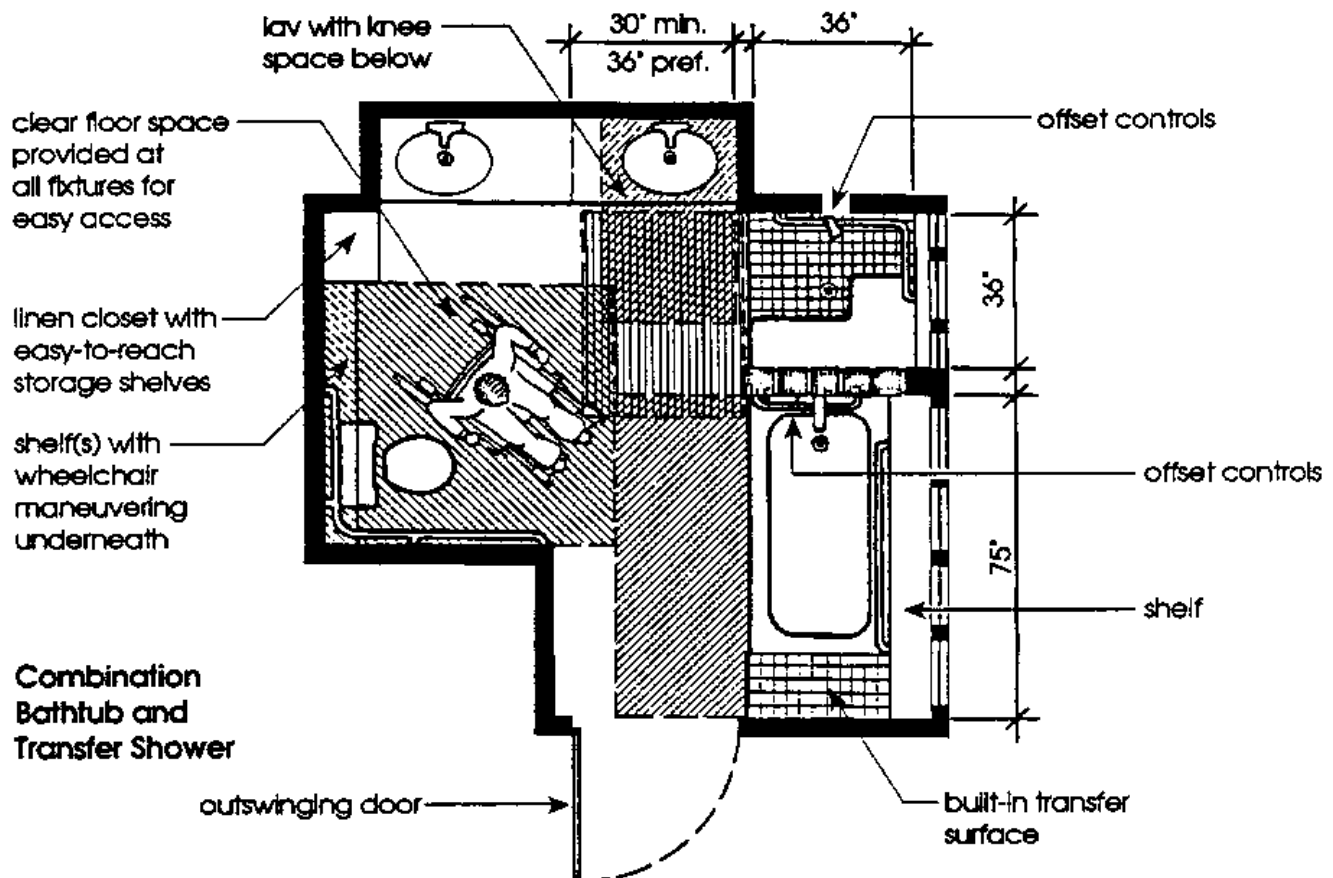 lav with knee
space below
30" min.
36" pref.
36"
clear floor space
provided at
all fixtures for
easy access
offset controls
linen closet with
easy-to-reach
storage shelves
36"
shelf(s) with
wheelchair
maneuvering
underneath
offset controls
75"
shelf
Combination
Bathtub and
Transfer Shower
outswinging door
built-in transfer
surface